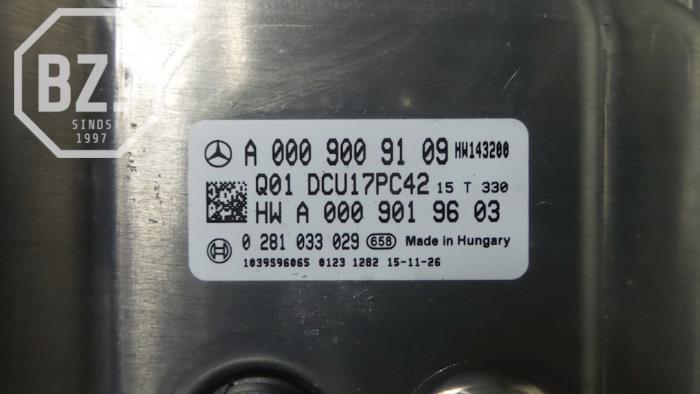 BZ.
SINDS
1997
A 000 900 91 09 HW143200
Q01 DCU17PC42 15 T 330
HW A 000 901 96 03
0 281 033 029 658 Made in Hungary
1039S96065 0123 1282 15-11-26